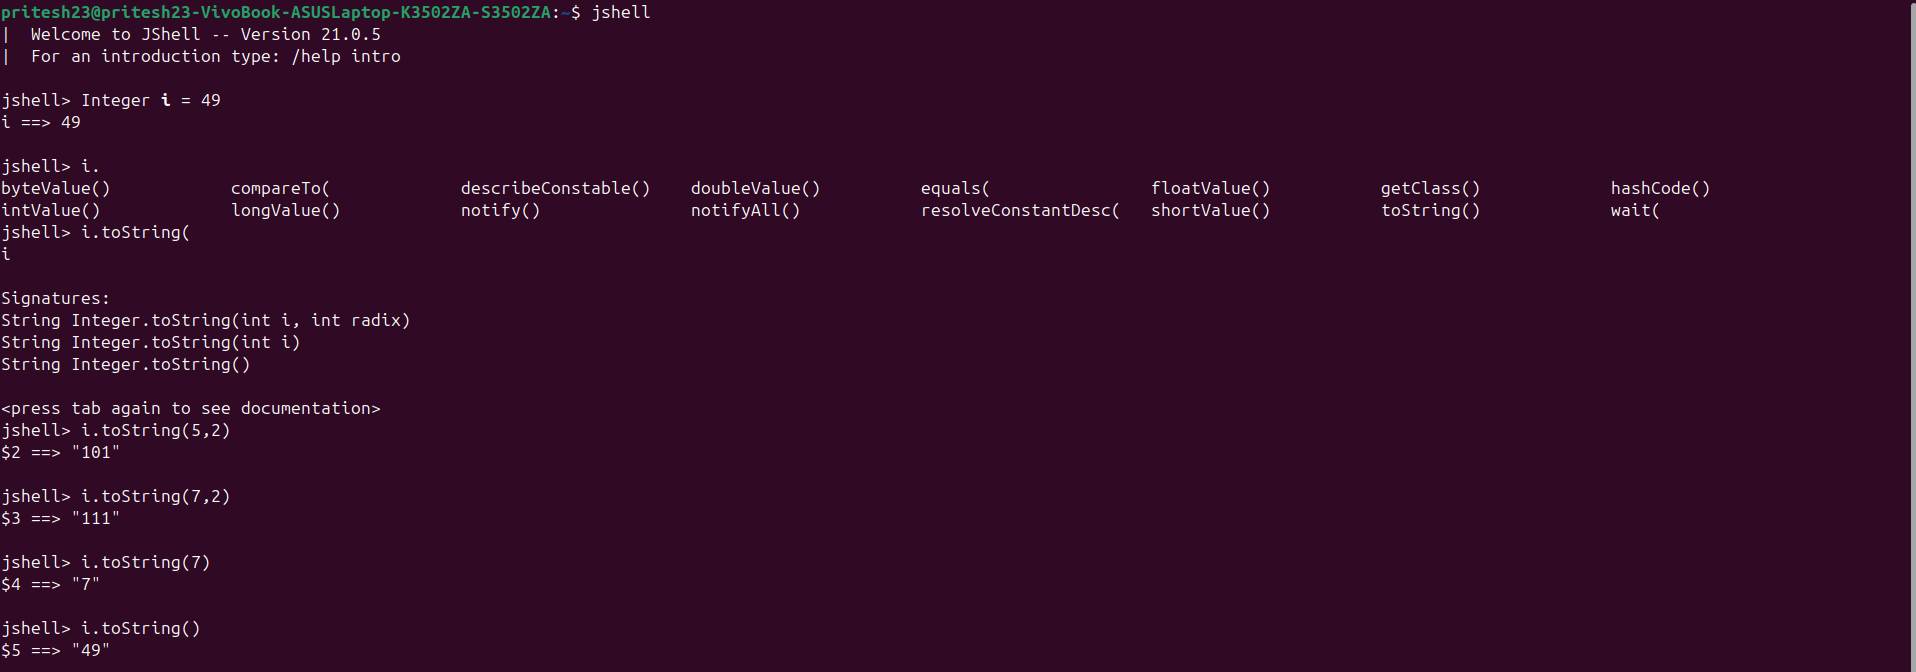 pritesh23@pritesh23-VivoBook-ASUSLaptop-K3502ZA-S3502ZA:~$ jshell
|  Welcome to JShell -- Version 21.0.5
|  For an introduction type: /help intro

jshell> Integer i = 49
i ==> 49

jshell> i.
byteValue()            compareTo(             describeConstable()    doubleValue()          equals(                floatValue()           getClass()             hashCode()
intValue()             longValue()            notify()               notifyAll()            resolveConstantDesc(   shortValue()           toString()             wait(
jshell> i.toString(
i

Signatures:
String Integer.toString(int i, int radix)
String Integer.toString(int i)
String Integer.toString()

<press tab again to see documentation>
jshell> i.toString(5,2)
$2 ==> "101"

jshell> i.toString(7,2)
$3 ==> "111"

jshell> i.toString(7)
$4 ==> "7"

jshell> i.toString()
$5 ==> "49"